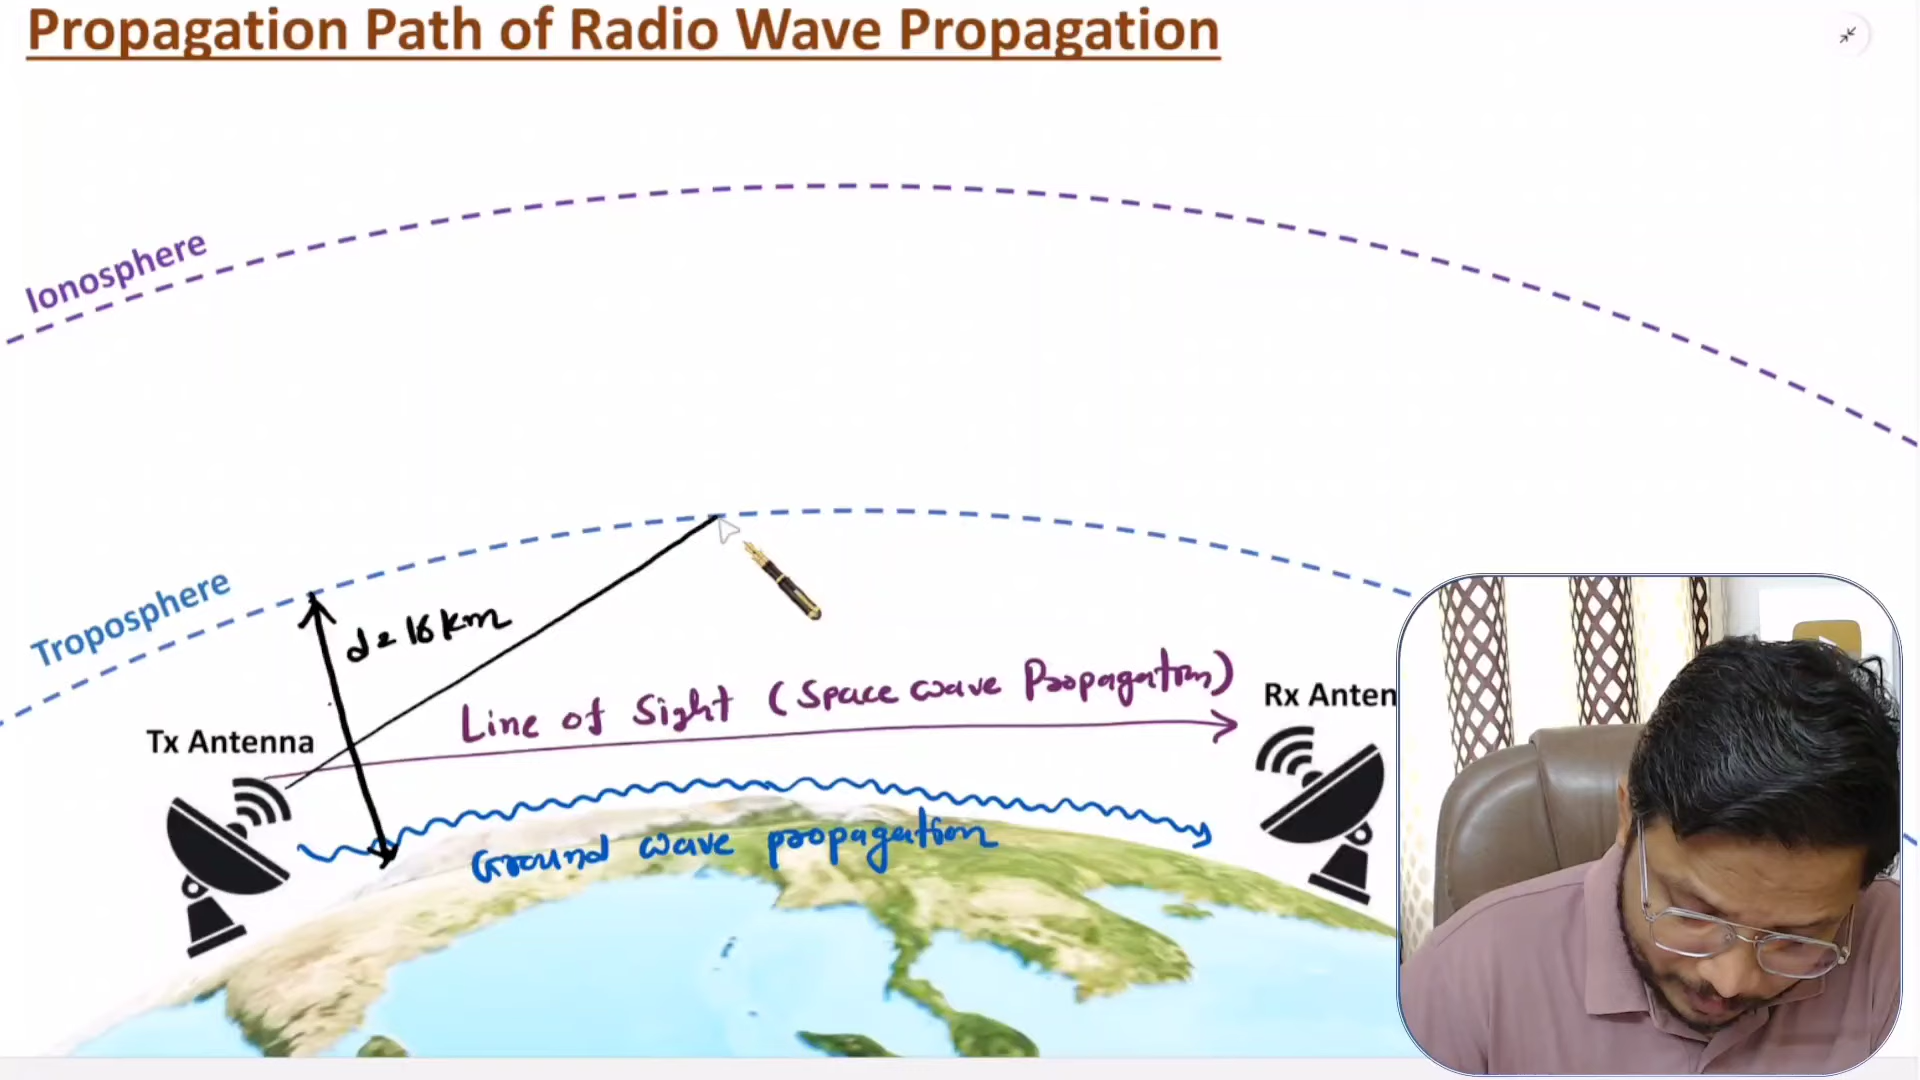 Propagation Path of Radio Wave Propagation
Ionosphere
Troposphere
d = 16 km
Line of Sight (Space wave Propagation)
Rx Anten
Tx Antenna
Ground wave propagation